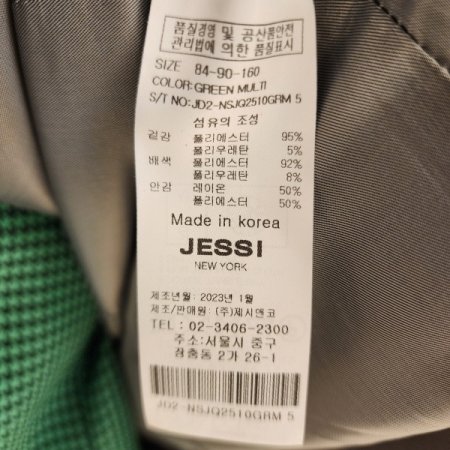 품질경영 및 공산품안전
관리법에 의한 품질표시
SIZE 84-90-160
COLOR:GREEN MULTI
S/T NO:JD2-NSJQ2510GRM 5
섬유의 조성
겉감 폴리에스터 95%
폴리우레탄 5%
배색 폴리에스터 92%
폴리우레탄 8%
안감 레이온 50%
폴리에스터 50%
Made in korea
JESSI
NEW YORK
제조년월: 2023년 1월
제조/판매원: (주)제시앤코
TEL : 02-3406-2300
주소:서울시 중구
장충동 2가 26-1
JD2-NSJQ2510GRM 5